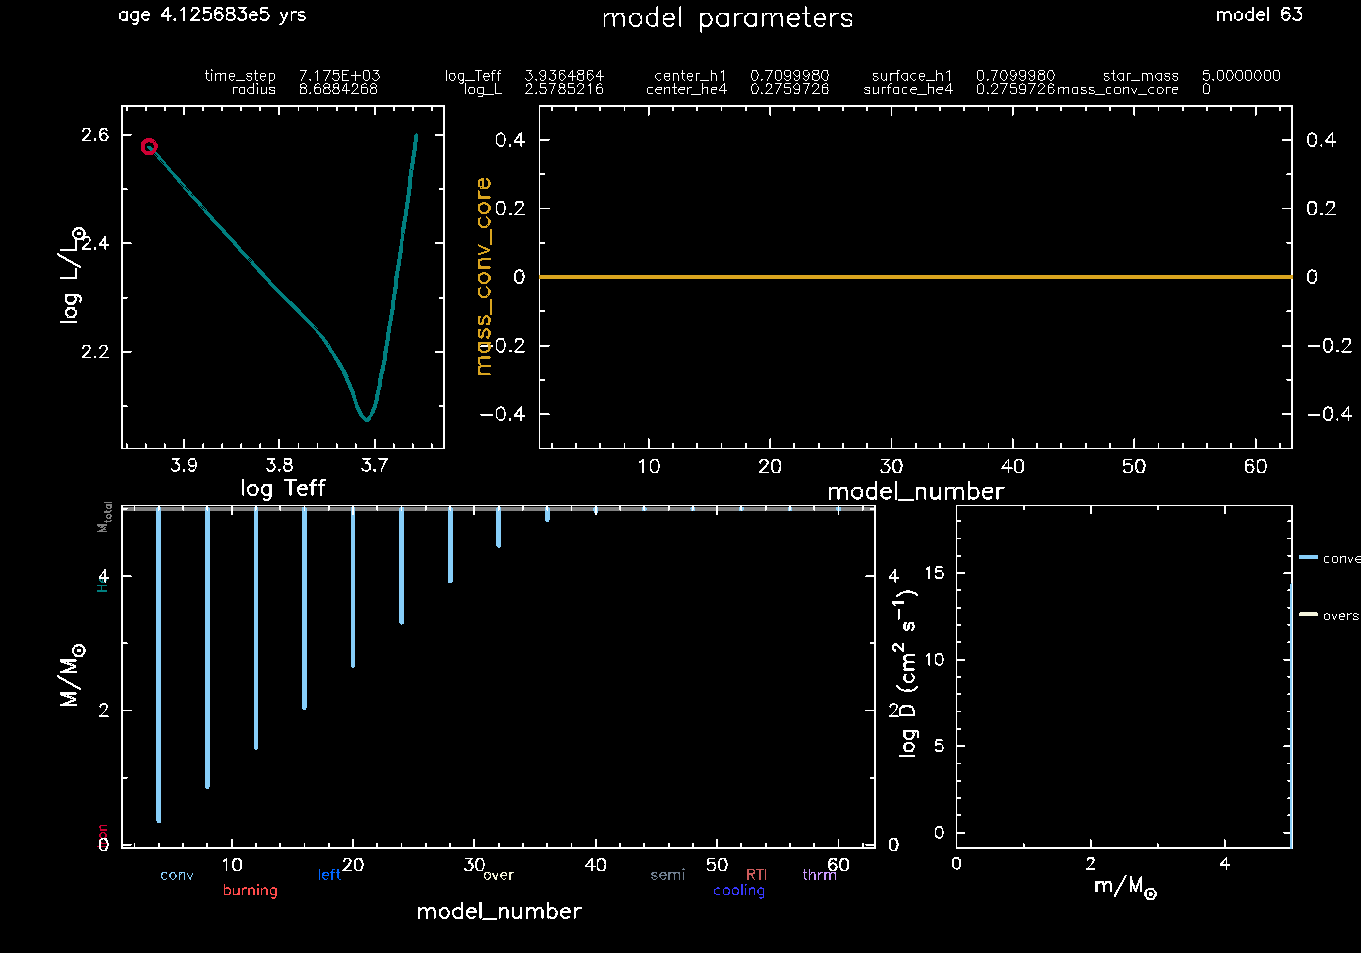 age 4.125683e5 yrs model parameters model 63
time_step 7.175E+03 log_Teff 3.9364864 center_h1 0.7099980 surface_h1 0.7099980 star_mass 5.0000000
radius 8.6884268 log_L 2.5785216 center_he4 0.2759726 surface_he4 0.2759726 mass_conv_core 0
2.6
2.4
2.2
log L/L☉
3.9 3.8 3.7
log Teff
mass_conv_core
0.4 0.4
0.2 0.2
0 0
−0.2 −0.2
−0.4 −0.4
10 20 30 40 50 60
model_number
M_total
He
M/M☉
4 4
2 2
0 0
10 20 30 40 50 60
conv left over semi RTI thrm
burning cooling
model_number
log D (cm² s⁻¹)
15
10
5
0
0 2 4
m/M☉
conve
overs